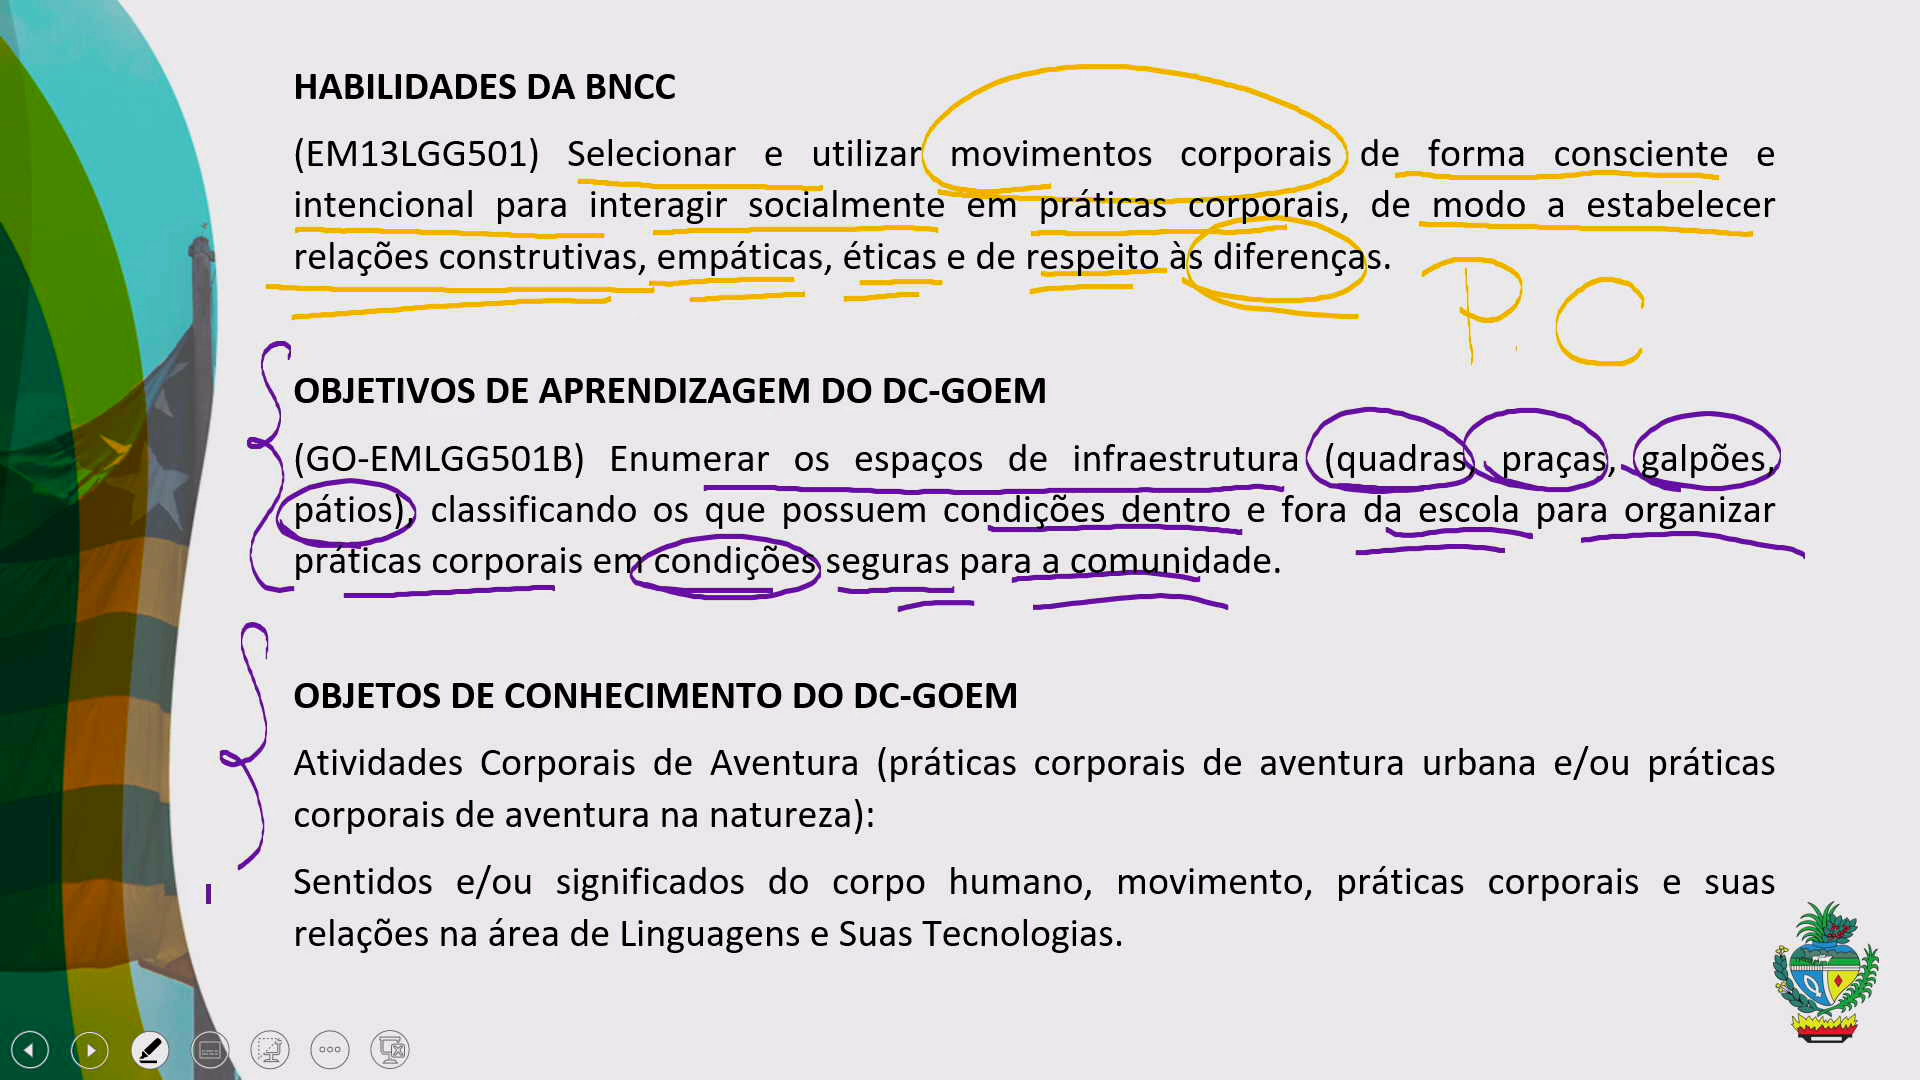 HABILIDADES DA BNCC
(EM13LGG501) Selecionar e utilizar movimentos corporais de forma consciente e
intencional para interagir socialmente em práticas corporais, de modo a estabelecer
relações construtivas, empáticas, éticas e de respeito às diferenças.
P.C
OBJETIVOS DE APRENDIZAGEM DO DC-GOEM
(GO-EMLGG501B) Enumerar os espaços de infraestrutura (quadras, praças, galpões,
pátios), classificando os que possuem condições dentro e fora da escola para organizar
práticas corporais em condições seguras para a comunidade.
OBJETOS DE CONHECIMENTO DO DC-GOEM
Atividades Corporais de Aventura (práticas corporais de aventura urbana e/ou práticas
corporais de aventura na natureza):
Sentidos e/ou significados do corpo humano, movimento, práticas corporais e suas
relações na área de Linguagens e Suas Tecnologias.